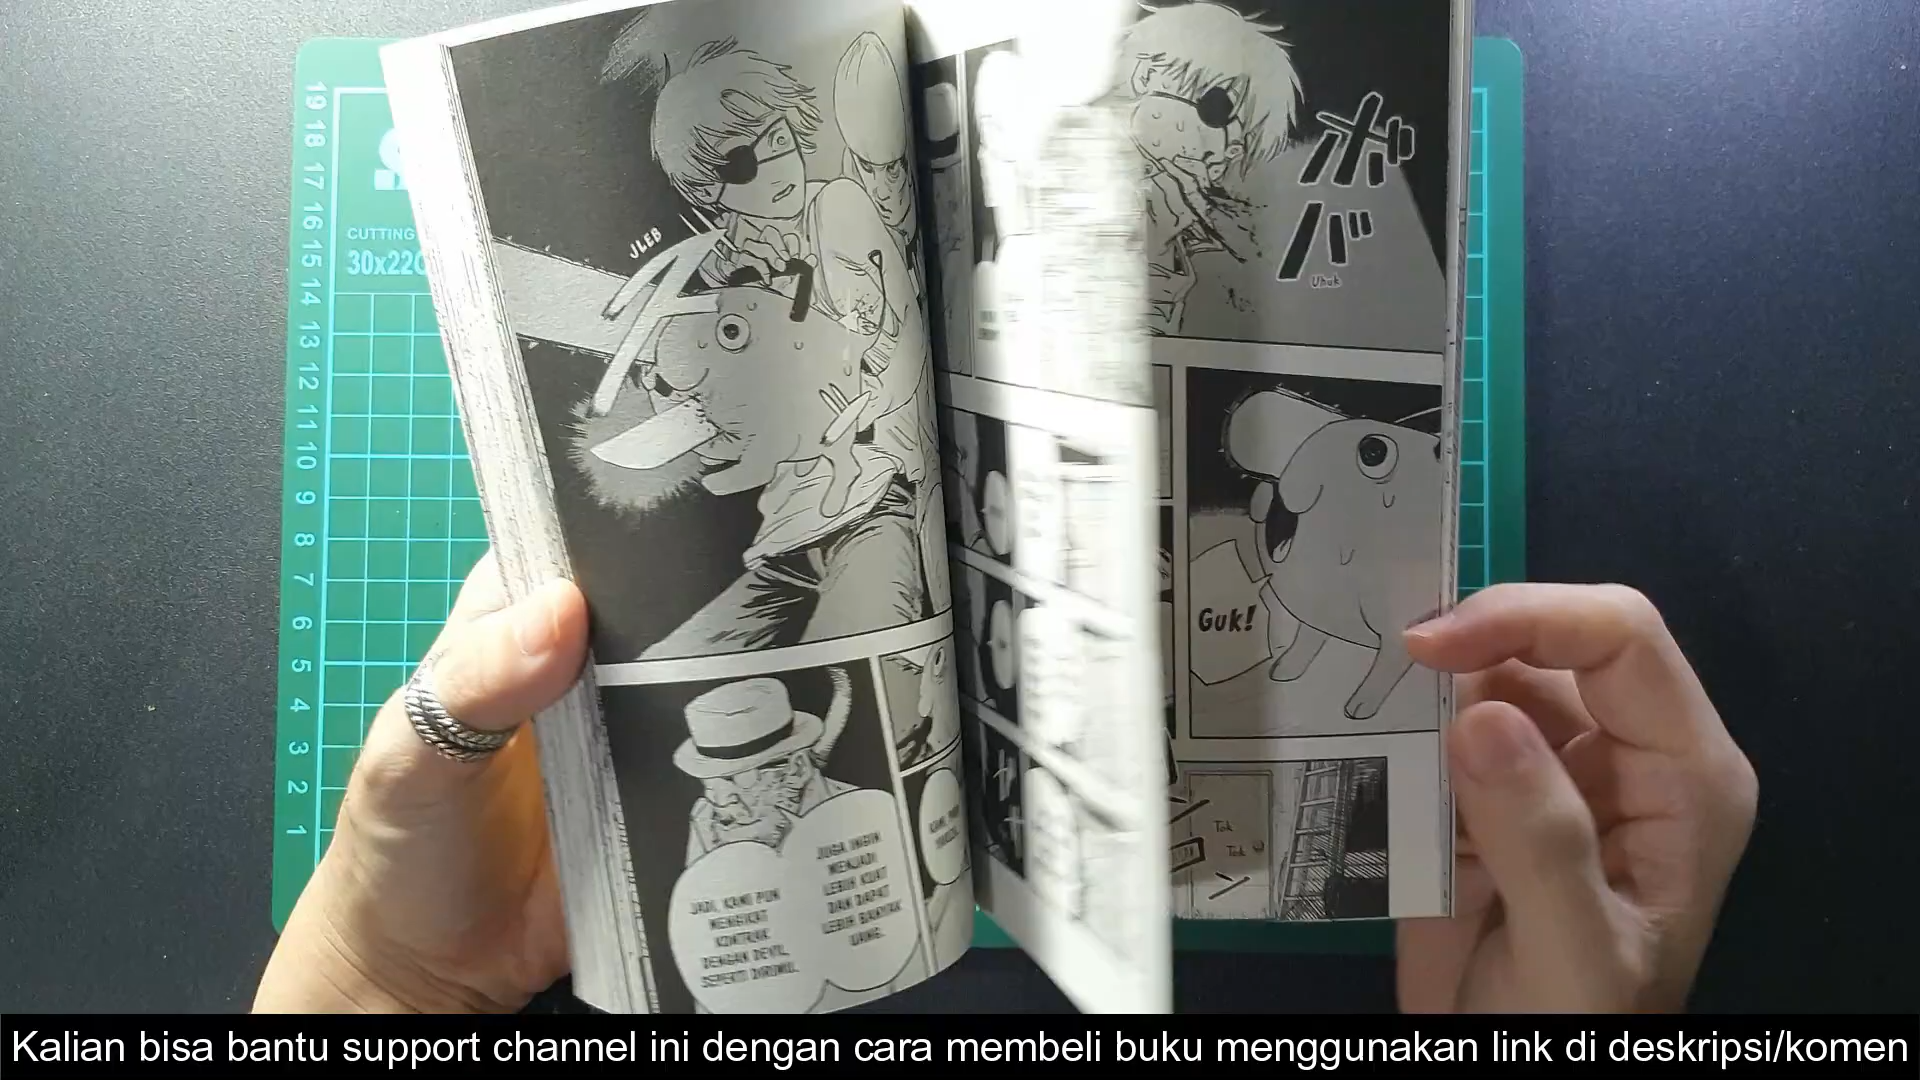 19
18
17
16
15
14
13
12
11
10
9
8
7
6
5
4
3
2
1
CUTTING
30x22C
JLEB
JADI, KAMI PUN
MENGIKAT
KONTRAK
DENGAN DEVIL,
SEPERTI DIRIMU.
JUGA INGIN
MENJADI
LEBIH KUAT
DAN DAPAT
LEBIH BANYAK
UANG.
ボバ
Uhuk
Guk!
Tok
Tok
Kalian bisa bantu support channel ini dengan cara membeli buku menggunakan link di deskripsi/komen